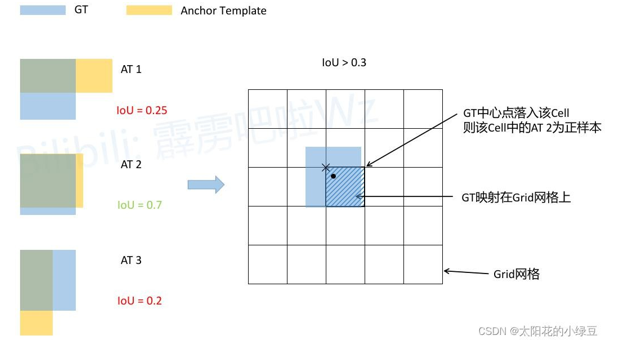 GT
Anchor Template
AT 1
IoU = 0.25
AT 2
IoU = 0.7
AT 3
IoU = 0.2
IoU > 0.3
GT中心点落入该Cell
则该Cell中的AT 2为正样本
GT映射在Grid网格上
Grid网格
Bilibili: 霹雳吧啦Wz
CSDN @太阳花的小绿豆